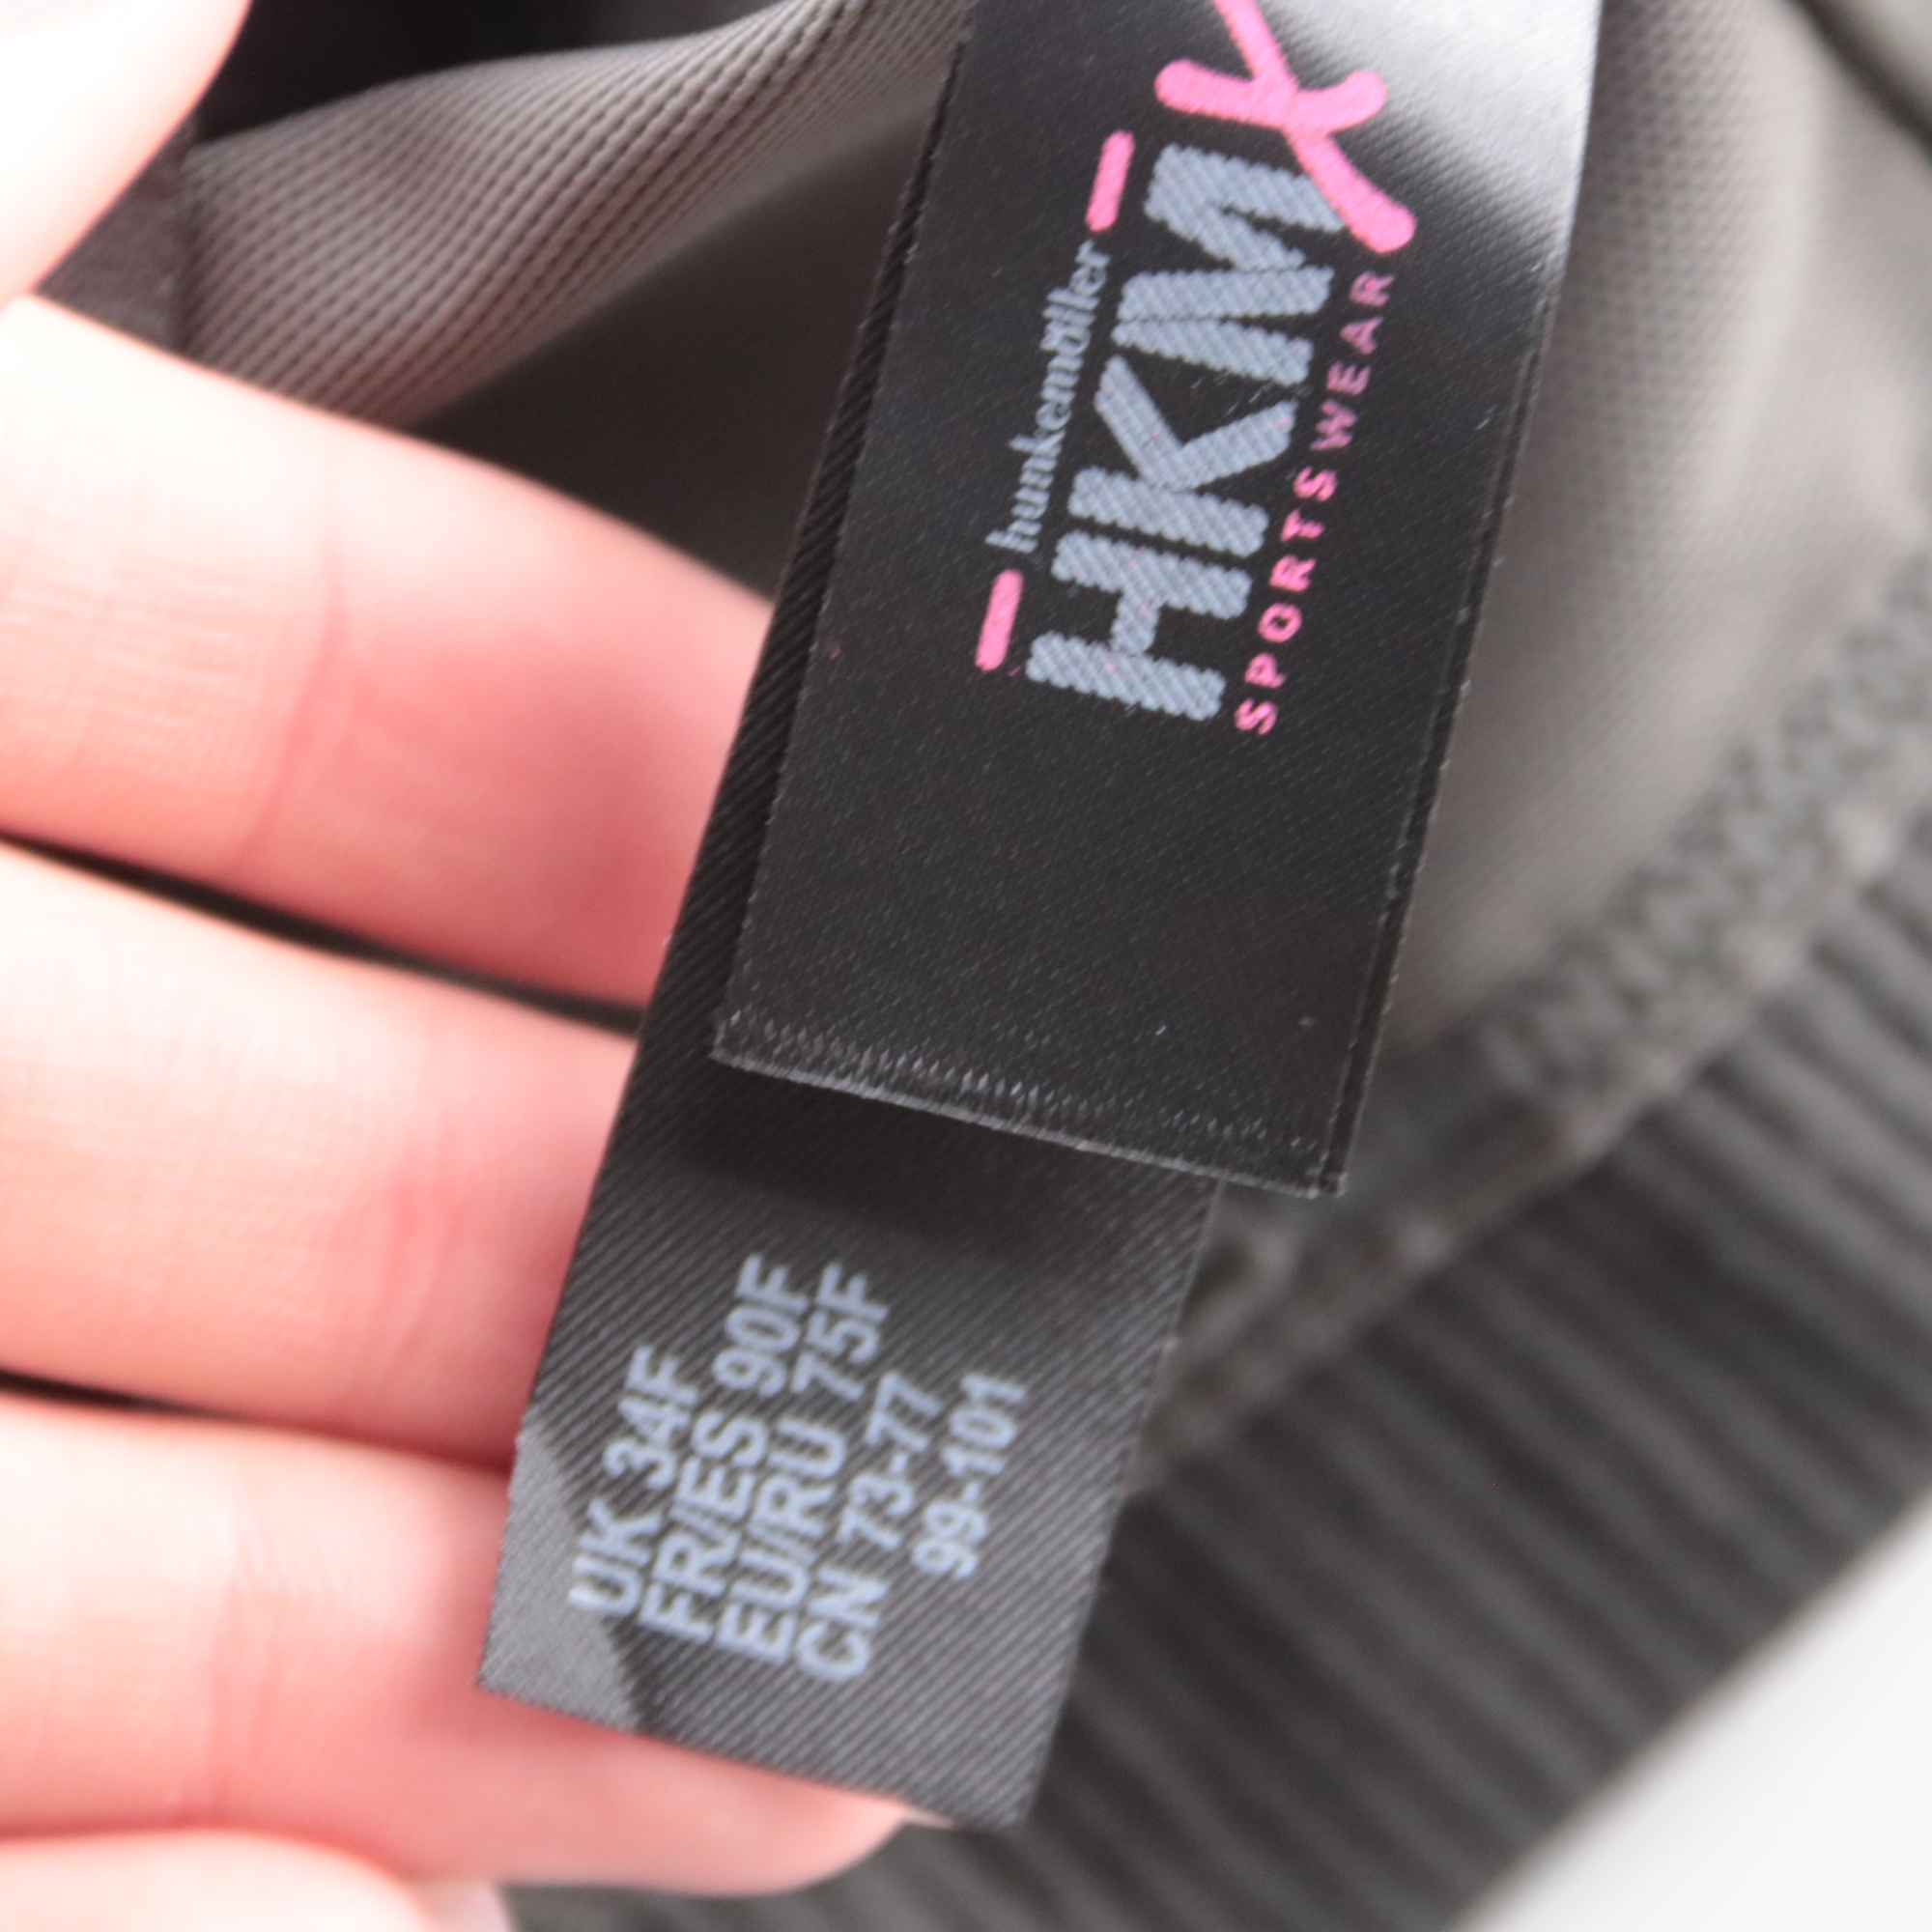 hunkemöller
HKMX
SPORTSWEAR
UK 34F
FR/ES 90F
EU/RU 75F
CN 73-77
99-101